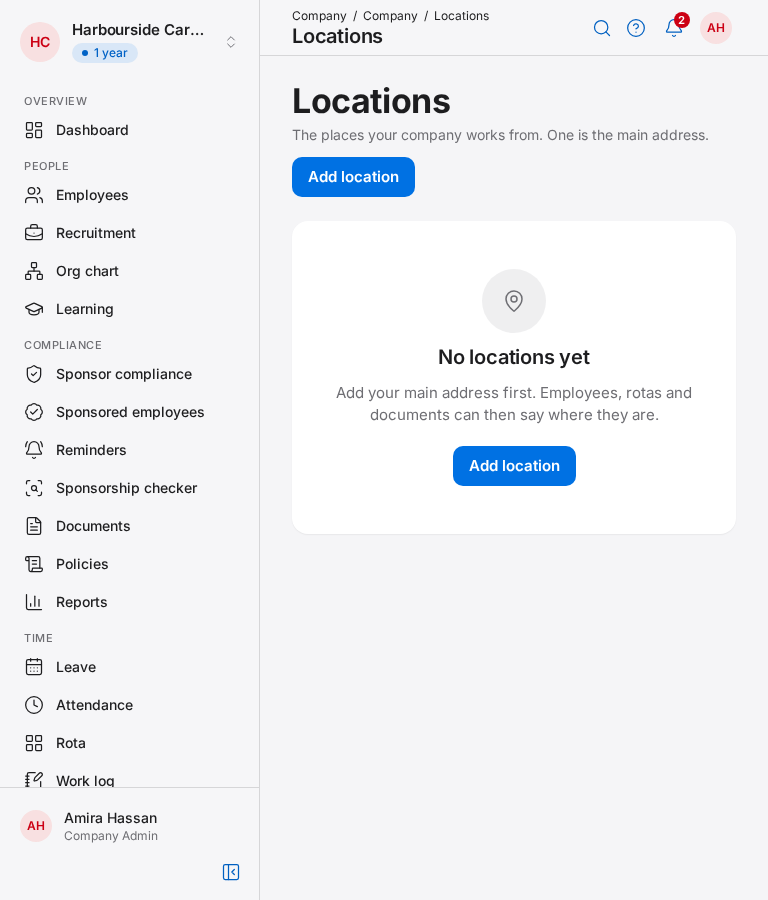 HC
Harbourside Car…
1 year
OVERVIEW
Dashboard
PEOPLE
Employees
Recruitment
Org chart
Learning
COMPLIANCE
Sponsor compliance
Sponsored employees
Reminders
Sponsorship checker
Documents
Policies
Reports
TIME
Leave
Attendance
Rota
Work log
AH
Amira Hassan
Company Admin
Company / Company / Locations
Locations
2
AH
Locations
The places your company works from. One is the main address.
Add location
No locations yet
Add your main address first. Employees, rotas and
documents can then say where they are.
Add location